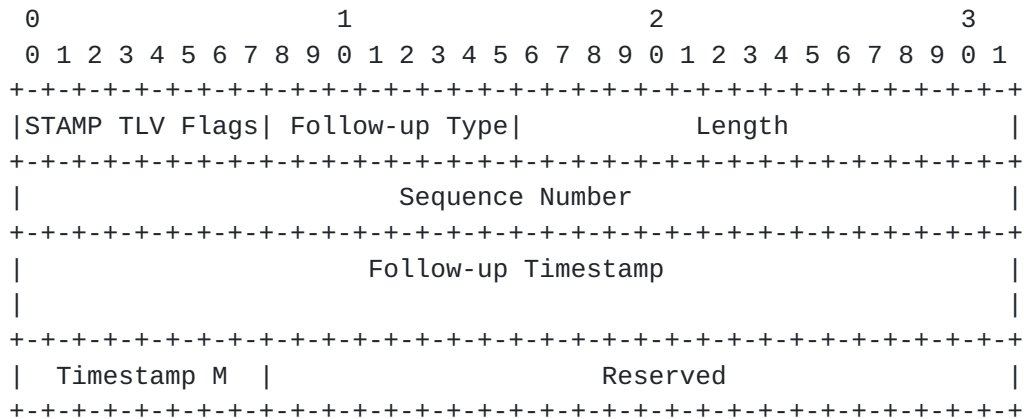 0                   1                   2                   3
 0 1 2 3 4 5 6 7 8 9 0 1 2 3 4 5 6 7 8 9 0 1 2 3 4 5 6 7 8 9 0 1
+-+-+-+-+-+-+-+-+-+-+-+-+-+-+-+-+-+-+-+-+-+-+-+-+-+-+-+-+-+-+-+-+
|STAMP TLV Flags| Follow-up Type|           Length              |
+-+-+-+-+-+-+-+-+-+-+-+-+-+-+-+-+-+-+-+-+-+-+-+-+-+-+-+-+-+-+-+-+
|                        Sequence Number                        |
+-+-+-+-+-+-+-+-+-+-+-+-+-+-+-+-+-+-+-+-+-+-+-+-+-+-+-+-+-+-+-+-+
|                      Follow-up Timestamp                      |
|                                                               |
+-+-+-+-+-+-+-+-+-+-+-+-+-+-+-+-+-+-+-+-+-+-+-+-+-+-+-+-+-+-+-+-+
|  Timestamp M  |                     Reserved                  |
+-+-+-+-+-+-+-+-+-+-+-+-+-+-+-+-+-+-+-+-+-+-+-+-+-+-+-+-+-+-+-+-+